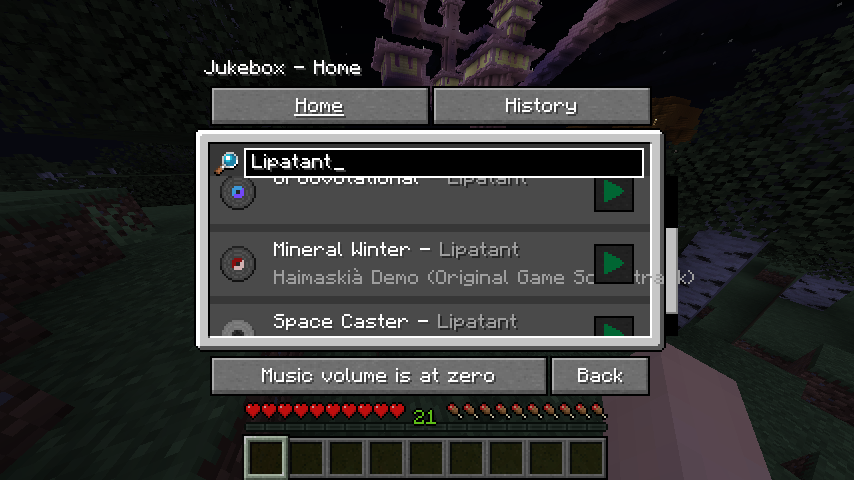 Jukebox - Home
Home
History
Lipatant_
Groovotational - Lipatant
Mineral Winter - Lipatant
Haimaskià Demo (Original Game Soundtrack)
Space Caster - Lipatant
Music volume is at zero
Back
21